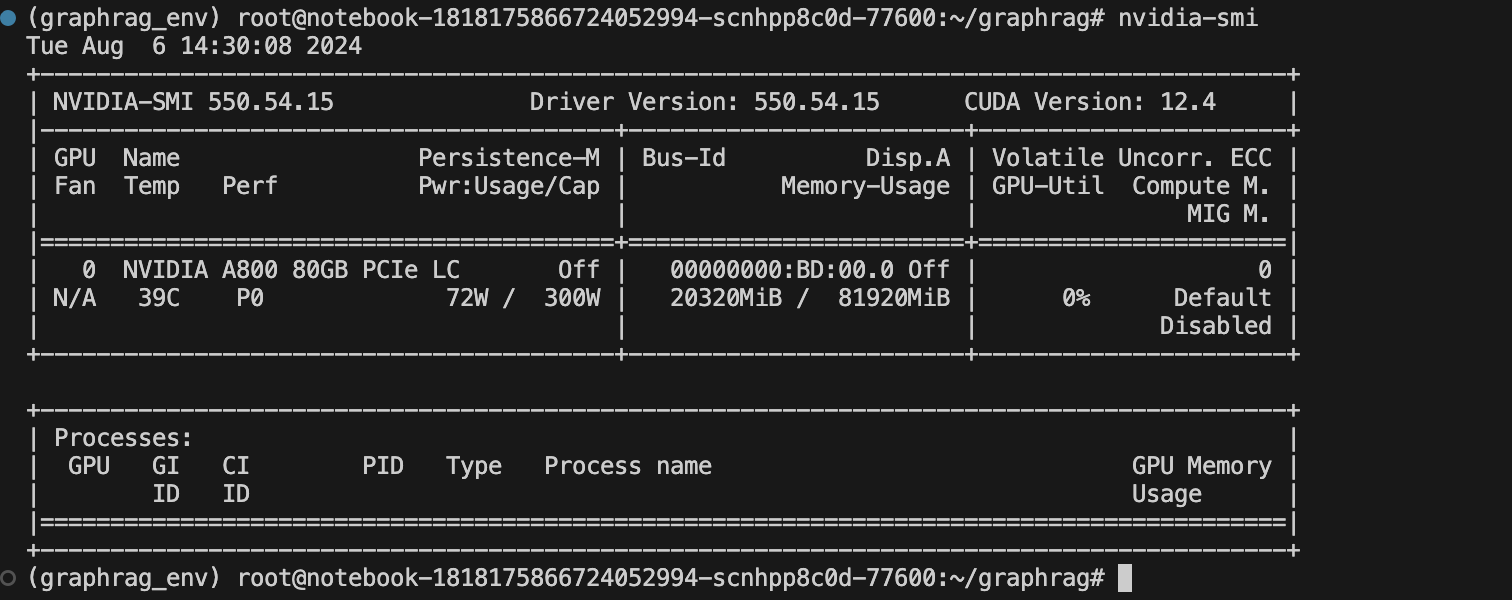 (graphrag_env) root@notebook-1818175866724052994-scnhpp8c0d-77600:~/graphrag# nvidia-smi
Tue Aug  6 14:30:08 2024
+-----------------------------------------------------------------------------------------+
| NVIDIA-SMI 550.54.15              Driver Version: 550.54.15      CUDA Version: 12.4     |
|-----------------------------------------+------------------------+----------------------+
| GPU  Name                 Persistence-M | Bus-Id          Disp.A | Volatile Uncorr. ECC |
| Fan  Temp   Perf          Pwr:Usage/Cap |           Memory-Usage | GPU-Util  Compute M. |
|                                         |                        |               MIG M. |
|=========================================+========================+======================|
|   0  NVIDIA A800 80GB PCIe LC       Off |   00000000:BD:00.0 Off |                    0 |
| N/A   39C    P0             72W /  300W |   20320MiB /  81920MiB |      0%      Default |
|                                         |                        |             Disabled |
+-----------------------------------------+------------------------+----------------------+
+-----------------------------------------------------------------------------------------+
| Processes:                                                                              |
|  GPU   GI   CI        PID   Type   Process name                              GPU Memory |
|        ID   ID                                                               Usage      |
|=========================================================================================|
+-----------------------------------------------------------------------------------------+
(graphrag_env) root@notebook-1818175866724052994-scnhpp8c0d-77600:~/graphrag#